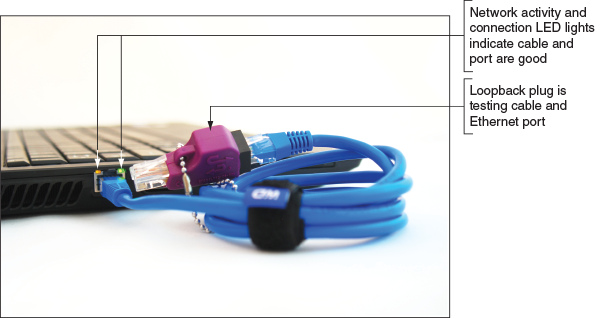 Network activity and
connection LED lights
indicate cable and
port are good
Loopback plug is
testing cable and
Ethernet port